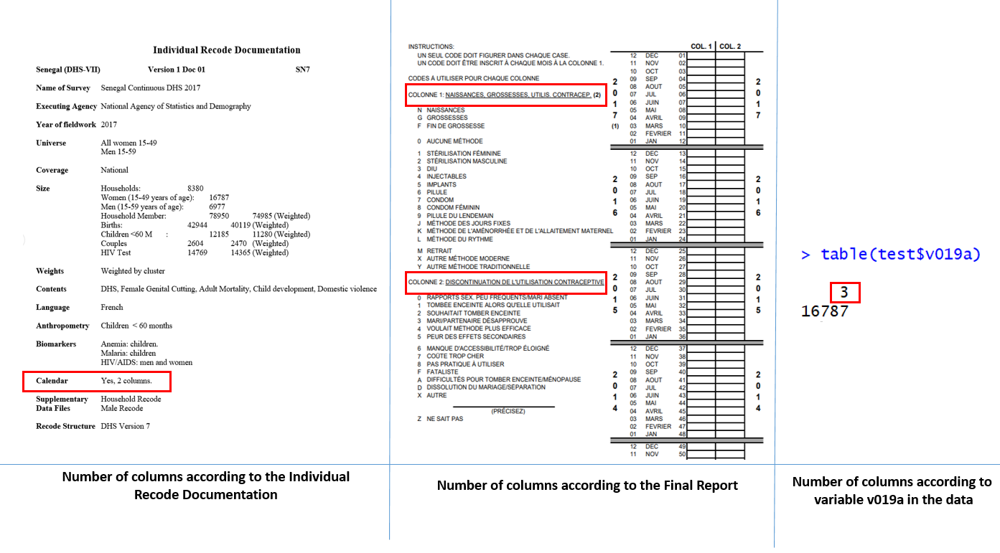 Individual Recode Documentation
Senegal (DHS-VII) Version 1 Doc 01 SN7
Name of Survey Senegal Continuous DHS 2017
Executing Agency National Agency of Statistics and Demography
Year of fieldwork 2017
Universe All women 15-49
Men 15-59
Coverage National
Size Households: 8380
Women (15-49 years of age): 16787
Men (15-59 years of age): 6977
Household Member: 78950 74985 (Weighted)
Births: 42944 40119 (Weighted)
Children <60 M : 12185 11280 (Weighted)
Couples 2604 2470 (Weighted)
HIV Test 14769 14365 (Weighted)
Weights Weighted by cluster
Contents DHS, Female Genital Cutting, Adult Mortality, Child development, Domestic violence
Language French
Anthropometry Children < 60 months
Biomarkers Anemia: children.
Malaria: children
HIV/AIDS: men and women
Calendar Yes, 2 columns.
Supplementary Household Recode
Data Files Male Recode
Recode Structure DHS Version 7
Number of columns according to the Individual
Recode Documentation
INSTRUCTIONS:
UN SEUL CODE DOIT FIGURER DANS CHAQUE CASE.
UN CODE DOIT ÊTRE INSCRIT À CHAQUE MOIS À LA COLONNE 1.
CODES À UTILISER POUR CHAQUE COLONNE
COLONNE 1: NAISSANCES, GROSSESSES, UTILIS. CONTRACEP. (2)
N NAISSANCES
G GROSSESSES
F FIN DE GROSSESSE
0 AUCUNE MÉTHODE
1 STÉRILISATION FÉMININE
2 STÉRILISATION MASCULINE
3 DIU
4 INJECTABLES
5 IMPLANTS
6 PILULE
7 CONDOM
8 CONDOM FÉMININ
9 PILULE DU LENDEMAIN
J MÉTHODE DES JOURS FIXES
K MÉTHODE DE L'AMÉNORRHÉE ET DE L'ALLAITEMENT MATERNEL
L MÉTHODE DU RYTHME
M RETRAIT
X AUTRE MÉTHODE MODERNE
Y AUTRE MÉTHODE TRADITIONNELLE
COLONNE 2: DISCONTINUATION DE L'UTILISATION CONTRACEPTIVE
0 RAPPORTS SEX. PEU FRÉQUENTS/MARI ABSENT
1 TOMBÉE ENCEINTE ALORS QU'ELLE UTILISAIT
2 SOUHAITAIT TOMBER ENCEINTE
3 MARI/PARTENAIRE DÉSAPPROUVE
4 VOULAIT METHODE PLUS EFFICACE
5 PEUR DES EFFETS SECONDAIRES
6 MANQUE D'ACCESSIBILITÉ/TROP ÉLOIGNÉ
7 COÛTE TROP CHER
8 PAS PRATIQUE À UTILISER
F FATALISTE
A DIFFICULTÉS POUR TOMBER ENCEINTE/MÉNOPAUSE
D DISSOLUTION DU MARIAGE/SÉPARATION
X AUTRE
(PRÉCISEZ)
Z NE SAIT PAS
COL. 1 COL. 2
12 DEC 01
11 NOV 02
10 OCT 03
09 SEP 04
2 08 AOUT 05 2
0 07 JUL 06 0
1 06 JUIN 07 1
7 05 MAI 08 7
04 AVRIL 09
(1) 03 MARS 10
02 FEVRIER 11
01 JAN 12
12 DEC 13
11 NOV 14
10 OCT 15
2 09 SEP 16 2
0 08 AOUT 17 0
07 JUL 18
1 06 JUIN 19 1
6 05 MAI 20 6
04 AVRIL 21
03 MARS 22
02 FEVRIER 23
01 JAN 24
12 DEC 25
11 NOV 26
10 OCT 27
2 09 SEP 28 2
0 08 AOUT 29 0
07 JUL 30
1 06 JUIN 31 1
5 05 MAI 32 5
04 AVRIL 33
03 MARS 34
02 FEVRIER 35
01 JAN 36
12 DEC 37
11 NOV 38
10 OCT 39
2 09 SEP 40 2
0 08 AOUT 41 0
07 JUL 42
1 06 JUIN 43 1
4 05 MAI 44 4
04 AVRIL 45
03 MARS 46
02 FEVRIER 47
01 JAN 48
12 DEC 49
11 NOV 50
Number of columns according to the Final Report
> table(test$v019a)
3
16787
Number of columns according to
variable v019a in the data